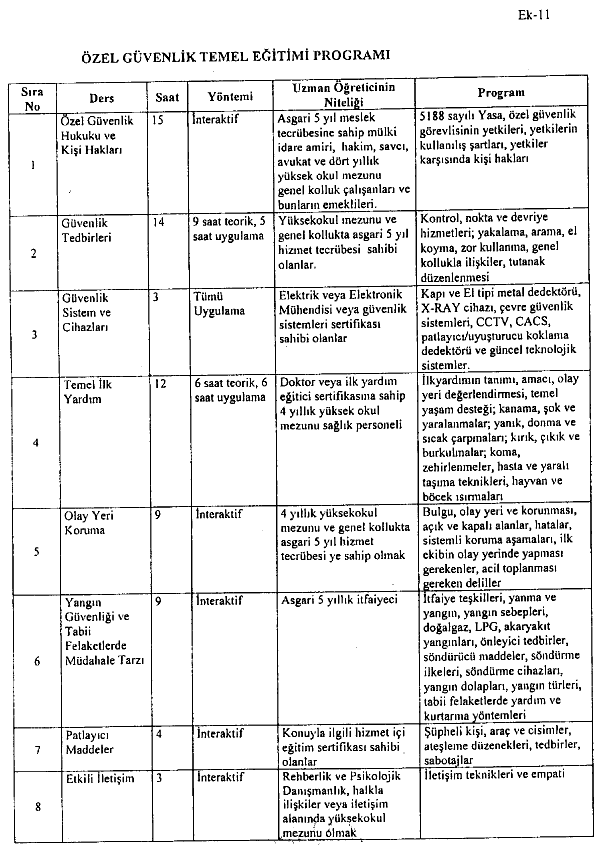 Ek-11
ÖZEL GÜVENLİK TEMEL EĞİTİMİ PROGRAMI
Sıra
No
Ders
Saat
Yöntemi
Uzman Öğreticinin
Niteliği
Program
1
Özel Güvenlik
Hukuku ve
Kişi Hakları
15
İnteraktif
Asgari 5 yıl meslek
tecrübesine sahip mülki
idare amiri, hakim, savcı,
avukat ve dört yıllık
yüksek okul mezunu
genel kolluk çalışanları ve
bunların emeklileri.
5188 sayılı Yasa, özel güvenlik
görevlisinin yetkileri, yetkilerin
kullanılış şartları, yetkiler
karşısında kişi hakları
2
Güvenlik
Tedbirleri
14
9 saat teorik, 5
saat uygulama
Yüksekokul mezunu ve
genel kollukta asgari 5 yıl
hizmet tecrübesi sahibi
olanlar.
Kontrol, nokta ve devriye
hizmetleri; yakalama, arama, el
koyma, zor kullanma, genel
kollukla ilişkiler, tutanak
düzenlenmesi
3
Güvenlik
Sistem ve
Cihazları
3
Tümü
Uygulama
Elektrik veya Elektronik
Mühendisi veya güvenlik
sistemleri sertifikası
sahibi olanlar
Kapı ve El tipi metal dedektörü,
X-RAY cihazı, çevre güvenlik
sistemleri, CCTV, CACS,
patlayıcı/uyuşturucu koklama
dedektörü ve güncel teknolojik
sistemler.
4
Temel İlk
Yardım
12
6 saat teorik, 6
saat uygulama
Doktor veya ilk yardım
eğitici sertifikasına sahip
4 yıllık yüksek okul
mezunu sağlık personeli
İlkyardımın tanımı, amacı, olay
yeri değerlendirmesi, temel
yaşam desteği; kanama, şok ve
yaralanmalar; yanık, donma ve
sıcak çarpmaları; kırık, çıkık ve
burkulmalar; koma,
zehirlenmeler, hasta ve yaralı
taşıma teknikleri, hayvan ve
böcek ısırmaları
5
Olay Yeri
Koruma
9
İnteraktif
4 yıllık yüksekokul
mezunu ve genel kollukta
asgari 5 yıl hizmet
tecrübesi ye sahip olmak
Bulgu, olay yeri ve korunması,
açık ve kapalı alanlar, hatalar,
sistemli koruma aşamaları, ilk
ekibin olay yerinde yapması
gerekenler, acil toplanması
gereken deliller
6
Yangın
Güvenliği ve
Tabii
Felaketlerde
Müdahale Tarzı
9
İnteraktif
Asgari 5 yıllık itfaiyeci
İtfaiye teşkilleri, yanma ve
yangın, yangın sebepleri,
doğalgaz, LPG, akaryakıt
yangınları, önleyici tedbirler,
söndürücü maddeler, söndürme
ilkeleri, söndürme cihazları,
yangın dolapları, yangın türleri,
tabii felaketlerde yardım ve
kurtarma yöntemleri
7
Patlayıcı
Maddeler
4
İnteraktif
Konuyla ilgili hizmet içi
eğitim sertifikası sahibi
olanlar
Şüpheli kişi, araç ve cisimler,
ateşleme düzenekleri, tedbirler,
sabotajlar
8
Etkili İletişim
3
İnteraktif
Rehberlik ve Psikolojik
Danışmanlık, halkla
ilişkiler veya iletişim
alanında yüksekokul
mezunu olmak
İletişim teknikleri ve empati